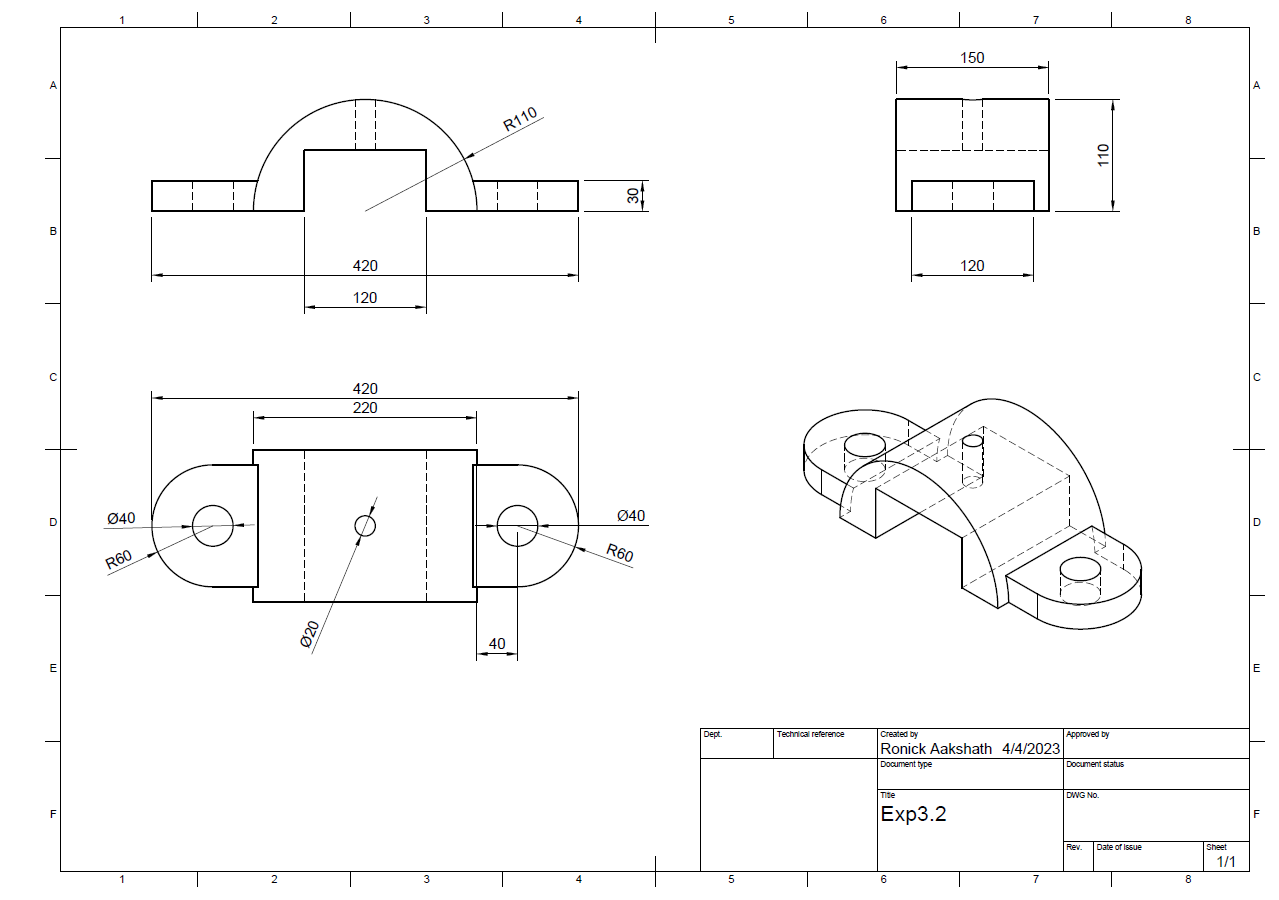 1 2 3 4 5 6 7 8
A A
150
R110
110
30
B B
420
120
120
C C
420
220
D D
Ø40 Ø40
R60 R60
Ø20
40
E E
Dept. Technical reference Created by Approved by
Ronick Aakshath 4/4/2023
Document type Document status
Title DWG No.
Exp3.2
F F
Rev. Date of issue Sheet
1/1
1 2 3 4 5 6 7 8